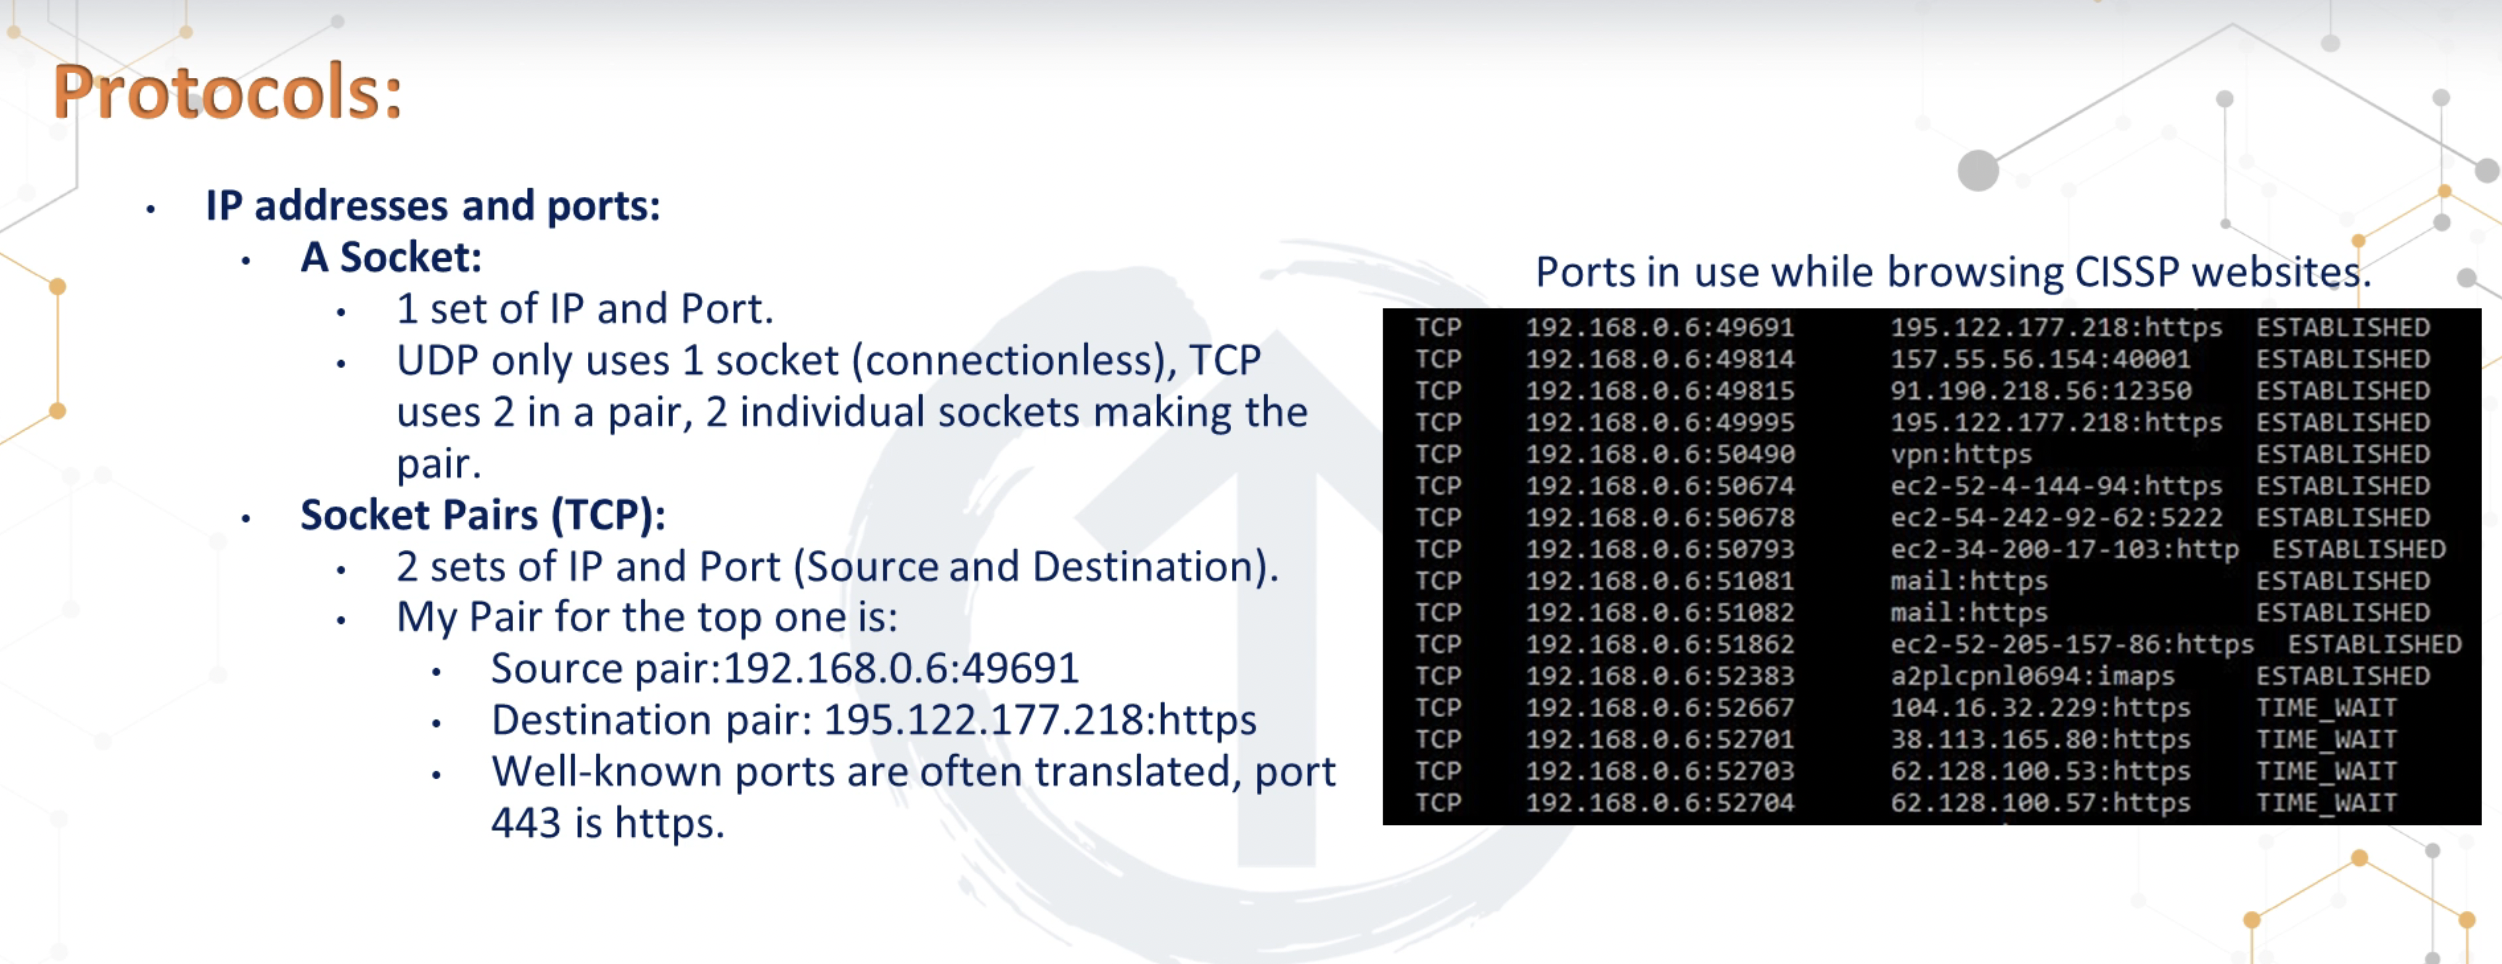 Protocols:
• IP addresses and ports:
• A Socket:
• 1 set of IP and Port.
• UDP only uses 1 socket (connectionless), TCP
uses 2 in a pair, 2 individual sockets making the
pair.
• Socket Pairs (TCP):
• 2 sets of IP and Port (Source and Destination).
• My Pair for the top one is:
• Source pair:192.168.0.6:49691
• Destination pair: 195.122.177.218:https
• Well-known ports are often translated, port
443 is https.
Ports in use while browsing CISSP websites.
TCP 192.168.0.6:49691 195.122.177.218:https ESTABLISHED
TCP 192.168.0.6:49814 157.55.56.154:40001 ESTABLISHED
TCP 192.168.0.6:49815 91.190.218.56:12350 ESTABLISHED
TCP 192.168.0.6:49995 195.122.177.218:https ESTABLISHED
TCP 192.168.0.6:50490 vpn:https ESTABLISHED
TCP 192.168.0.6:50674 ec2-52-4-144-94:https ESTABLISHED
TCP 192.168.0.6:50678 ec2-54-242-92-62:5222 ESTABLISHED
TCP 192.168.0.6:50793 ec2-34-200-17-103:http ESTABLISHED
TCP 192.168.0.6:51081 mail:https ESTABLISHED
TCP 192.168.0.6:51082 mail:https ESTABLISHED
TCP 192.168.0.6:51862 ec2-52-205-157-86:https ESTABLISHED
TCP 192.168.0.6:52383 a2plcpnl0694:imaps ESTABLISHED
TCP 192.168.0.6:52667 104.16.32.229:https TIME_WAIT
TCP 192.168.0.6:52701 38.113.165.80:https TIME_WAIT
TCP 192.168.0.6:52703 62.128.100.53:https TIME_WAIT
TCP 192.168.0.6:52704 62.128.100.57:https TIME_WAIT